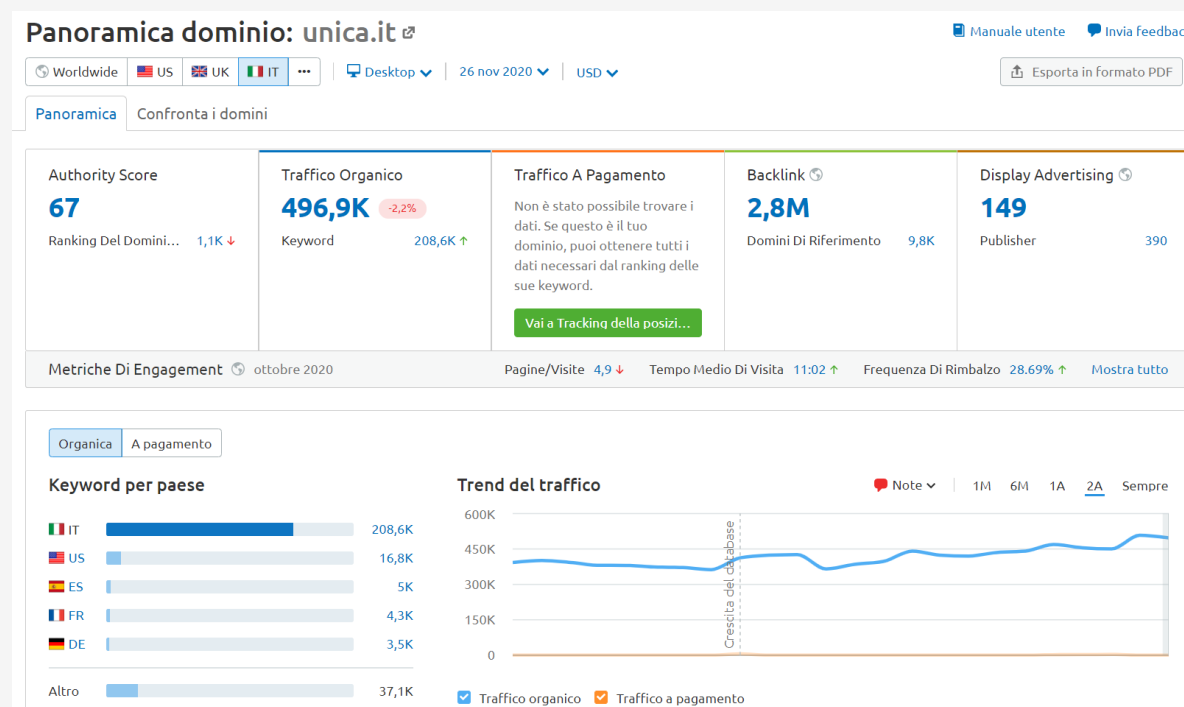 Panoramica dominio: unica.it
Manuale utente
Invia feedbac
Worldwide US UK IT ...
Desktop
26 nov 2020
USD
Esporta in formato PDF
Panoramica
Confronta i domini
Authority Score
67
Ranking Del Domini... 1,1K
Traffico Organico
496,9K -2,2%
Keyword 208,6K
Traffico A Pagamento
Non è stato possibile trovare i
dati. Se questo è il tuo
dominio, puoi ottenere tutti i
dati necessari dal ranking delle
sue keyword.
Vai a Tracking della posizi...
Backlink
2,8M
Domini Di Riferimento 9,8K
Display Advertising
149
Publisher 390
Metriche Di Engagement ottobre 2020
Pagine/Visite 4,9
Tempo Medio Di Visita 11:02
Frequenza Di Rimbalzo 28.69%
Mostra tutto
Organica
A pagamento
Keyword per paese
IT 208,6K
US 16,8K
ES 5K
FR 4,3K
DE 3,5K
Altro 37,1K
Trend del traffico
Note
1M 6M 1A 2A Sempre
600K
450K
300K
150K
0
Crescita del database
Traffico organico
Traffico a pagamento